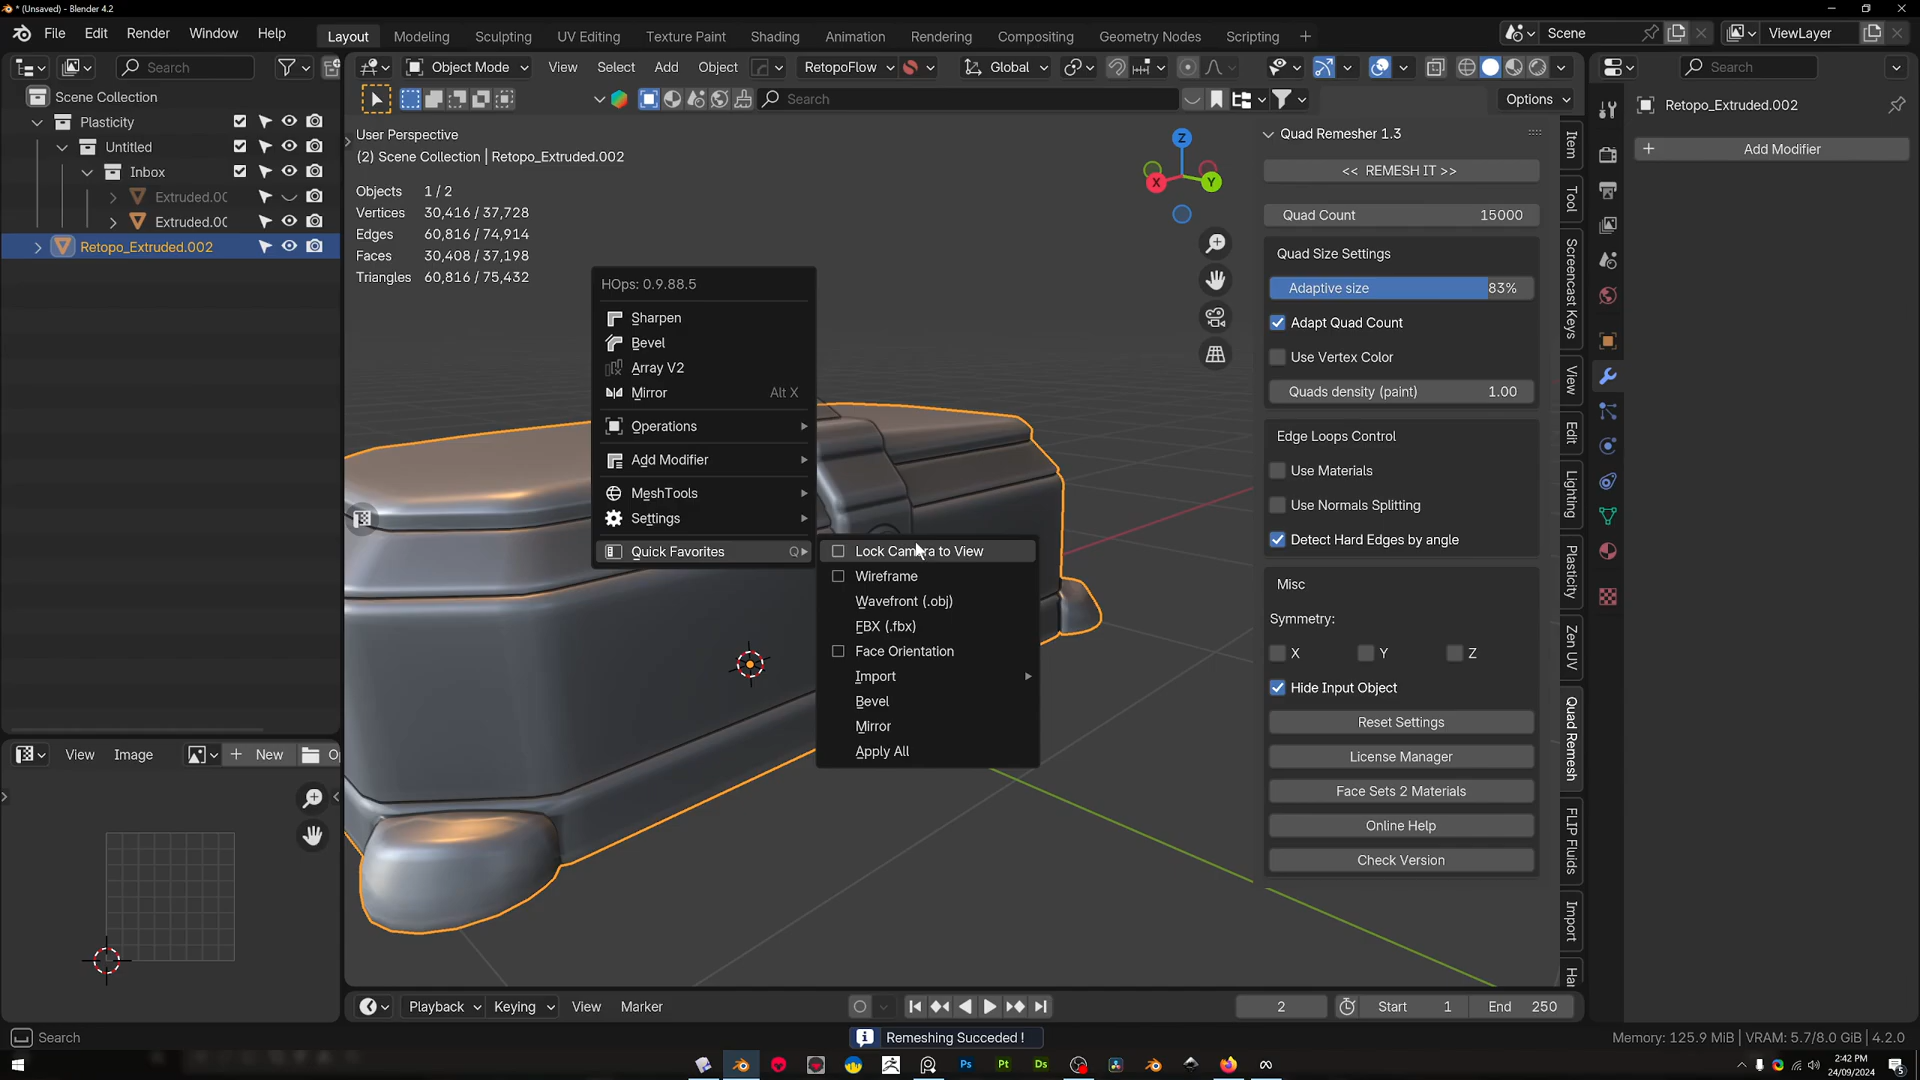 * (Unsaved) - Blender 4.2
File Edit Render Window Help
Layout Modeling Sculpting UV Editing Texture Paint Shading Animation Rendering Compositing Geometry Nodes Scripting +
Scene
ViewLayer
Search
Object Mode View Select Add Object RetopoFlow Global
Search
Search
Options
Scene Collection
Plasticity
Untitled
Inbox
Extruded.00
Extruded.00
Retopo_Extruded.002
User Perspective
(2) Scene Collection | Retopo_Extruded.002
Objects 1 / 2
Vertices 30,416 / 37,728
Edges 60,816 / 74,914
Faces 30,408 / 37,198
Triangles 60,816 / 75,432
Z
X
Y
HOps: 0.9.88.5
Sharpen
Bevel
Array V2
Mirror Alt X
Operations
Add Modifier
MeshTools
Settings
Quick Favorites Q
Lock Camera to View
Wireframe
Wavefront (.obj)
FBX (.fbx)
Face Orientation
Import
Bevel
Mirror
Apply All
Quad Remesher 1.3
<< REMESH IT >>
Quad Count 15000
Quad Size Settings
Adaptive size 83%
Adapt Quad Count
Use Vertex Color
Quads density (paint) 1.00
Edge Loops Control
Use Materials
Use Normals Splitting
Detect Hard Edges by angle
Misc
Symmetry:
X Y Z
Hide Input Object
Reset Settings
License Manager
Face Sets 2 Materials
Online Help
Check Version
Item
Tool
Screencast Keys
View
Edit
Lighting
Plasticity
Zen UV
Quad Remesh
FLIP Fluids
Import
Ha
Retopo_Extruded.002
+ Add Modifier
View Image + New O
Playback Keying View Marker
2 Start 1 End 250
Search
Remeshing Succeded !
Memory: 125.9 MiB | VRAM: 5.7/8.0 GiB | 4.2.0
Ps Pt Ds
2:42 PM
24/09/2024
5